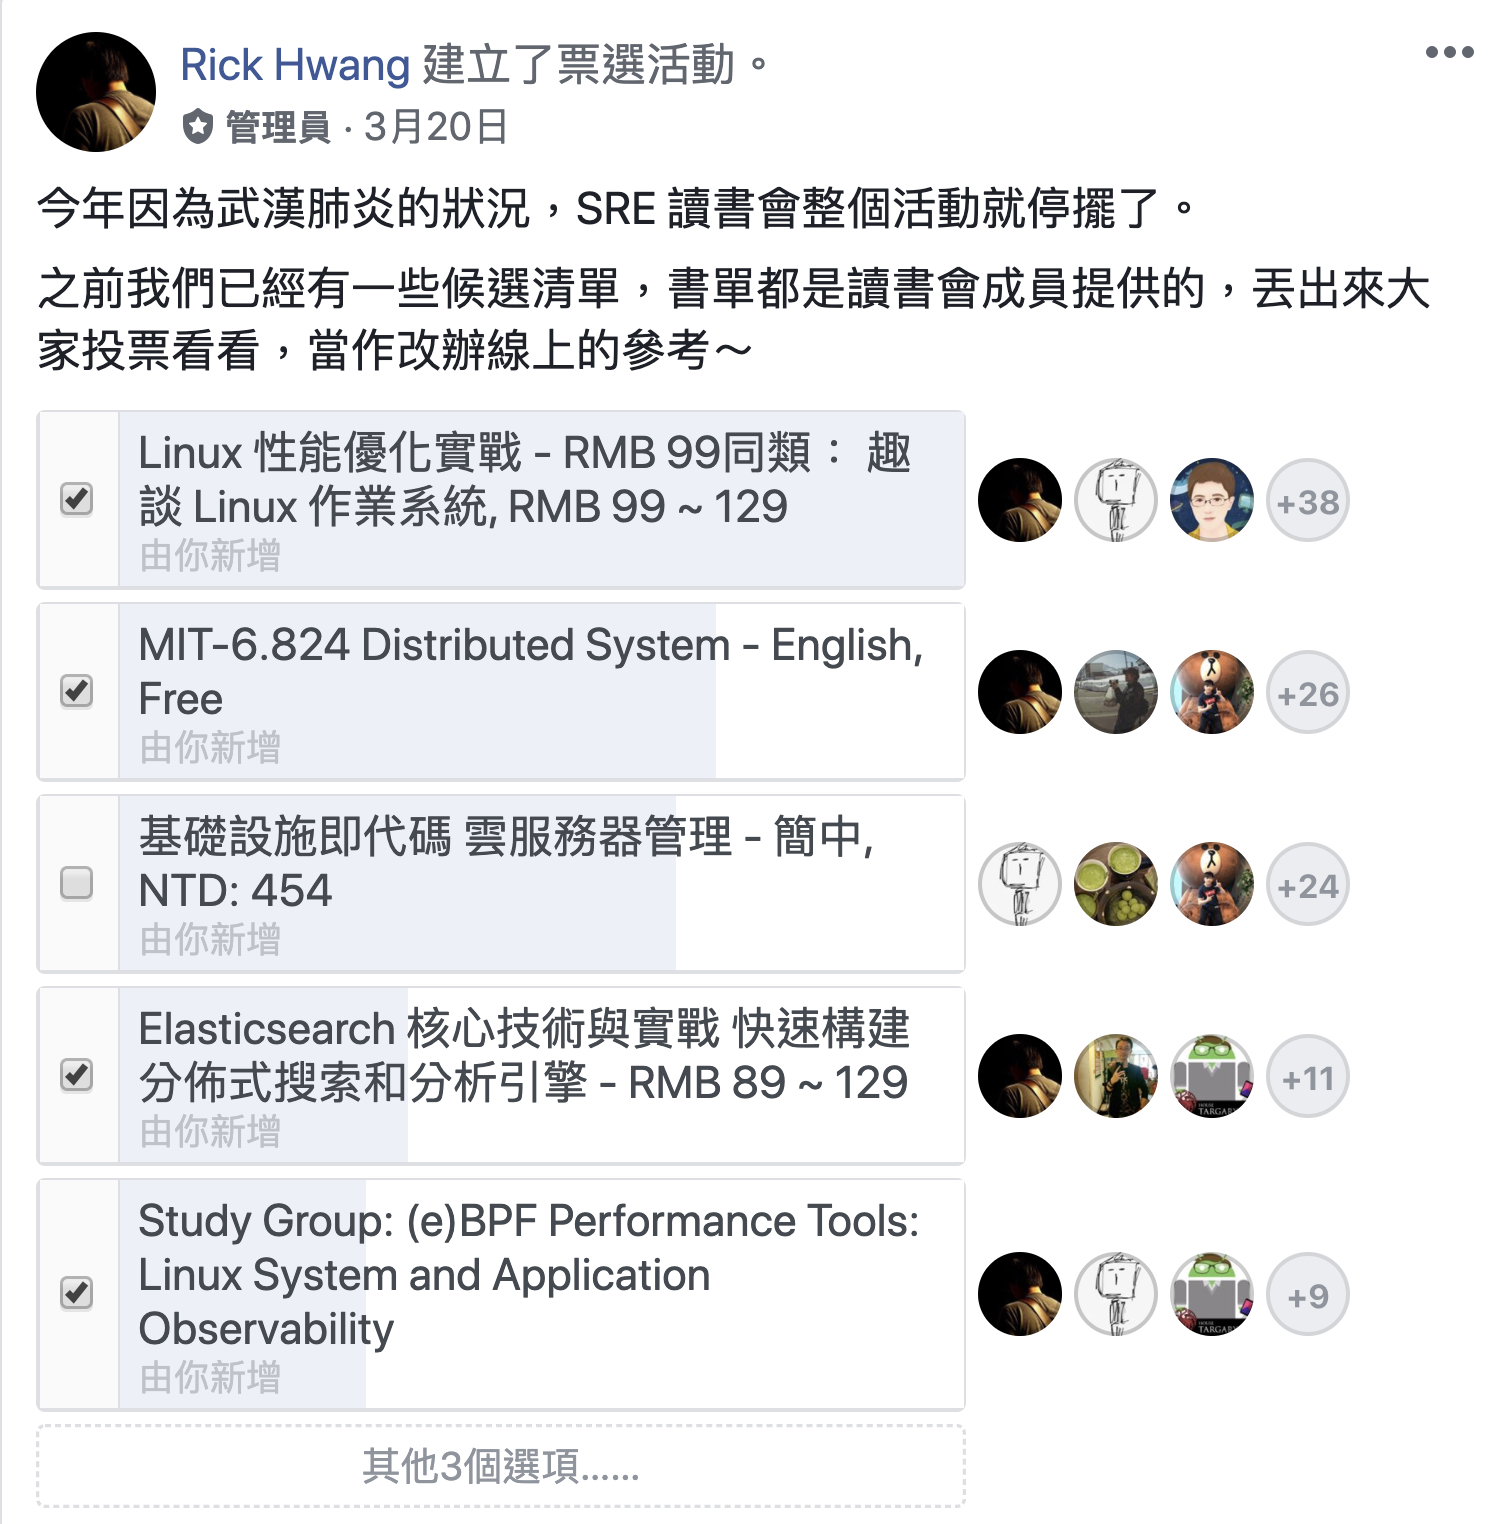 Rick Hwang 建立了票選活動。
管理員 · 3月20日
今年因為武漢肺炎的狀況，SRE 讀書會整個活動就停擺了。
之前我們已經有一些候選清單，書單都是讀書會成員提供的，丟出來大
家投票看看，當作改辦線上的參考～
Linux 性能優化實戰 - RMB 99同類： 趣
談 Linux 作業系統, RMB 99 ~ 129
由你新增
+38
MIT-6.824 Distributed System - English,
Free
由你新增
+26
基礎設施即代碼 雲服務器管理 - 簡中,
NTD: 454
由你新增
+24
Elasticsearch 核心技術與實戰 快速構建
分佈式搜索和分析引擎 - RMB 89 ~ 129
由你新增
+11
Study Group: (e)BPF Performance Tools:
Linux System and Application
Observability
由你新增
+9
其他3個選項......